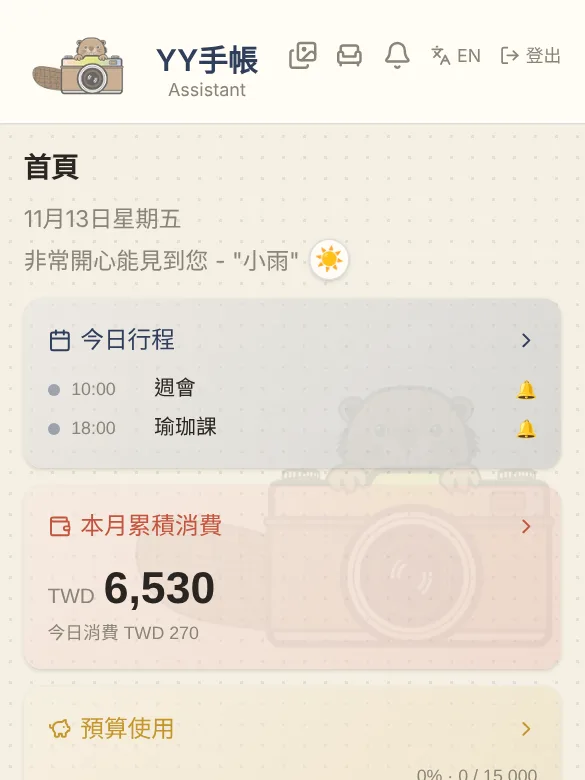 YY手帳
Assistant
EN
登出
首頁
11月13日星期五
非常開心能見到您 - "小雨"
今日行程
10:00 週會
18:00 瑜珈課
本月累積消費
TWD 6,530
今日消費 TWD 270
預算使用
0% · 0 / 15,000